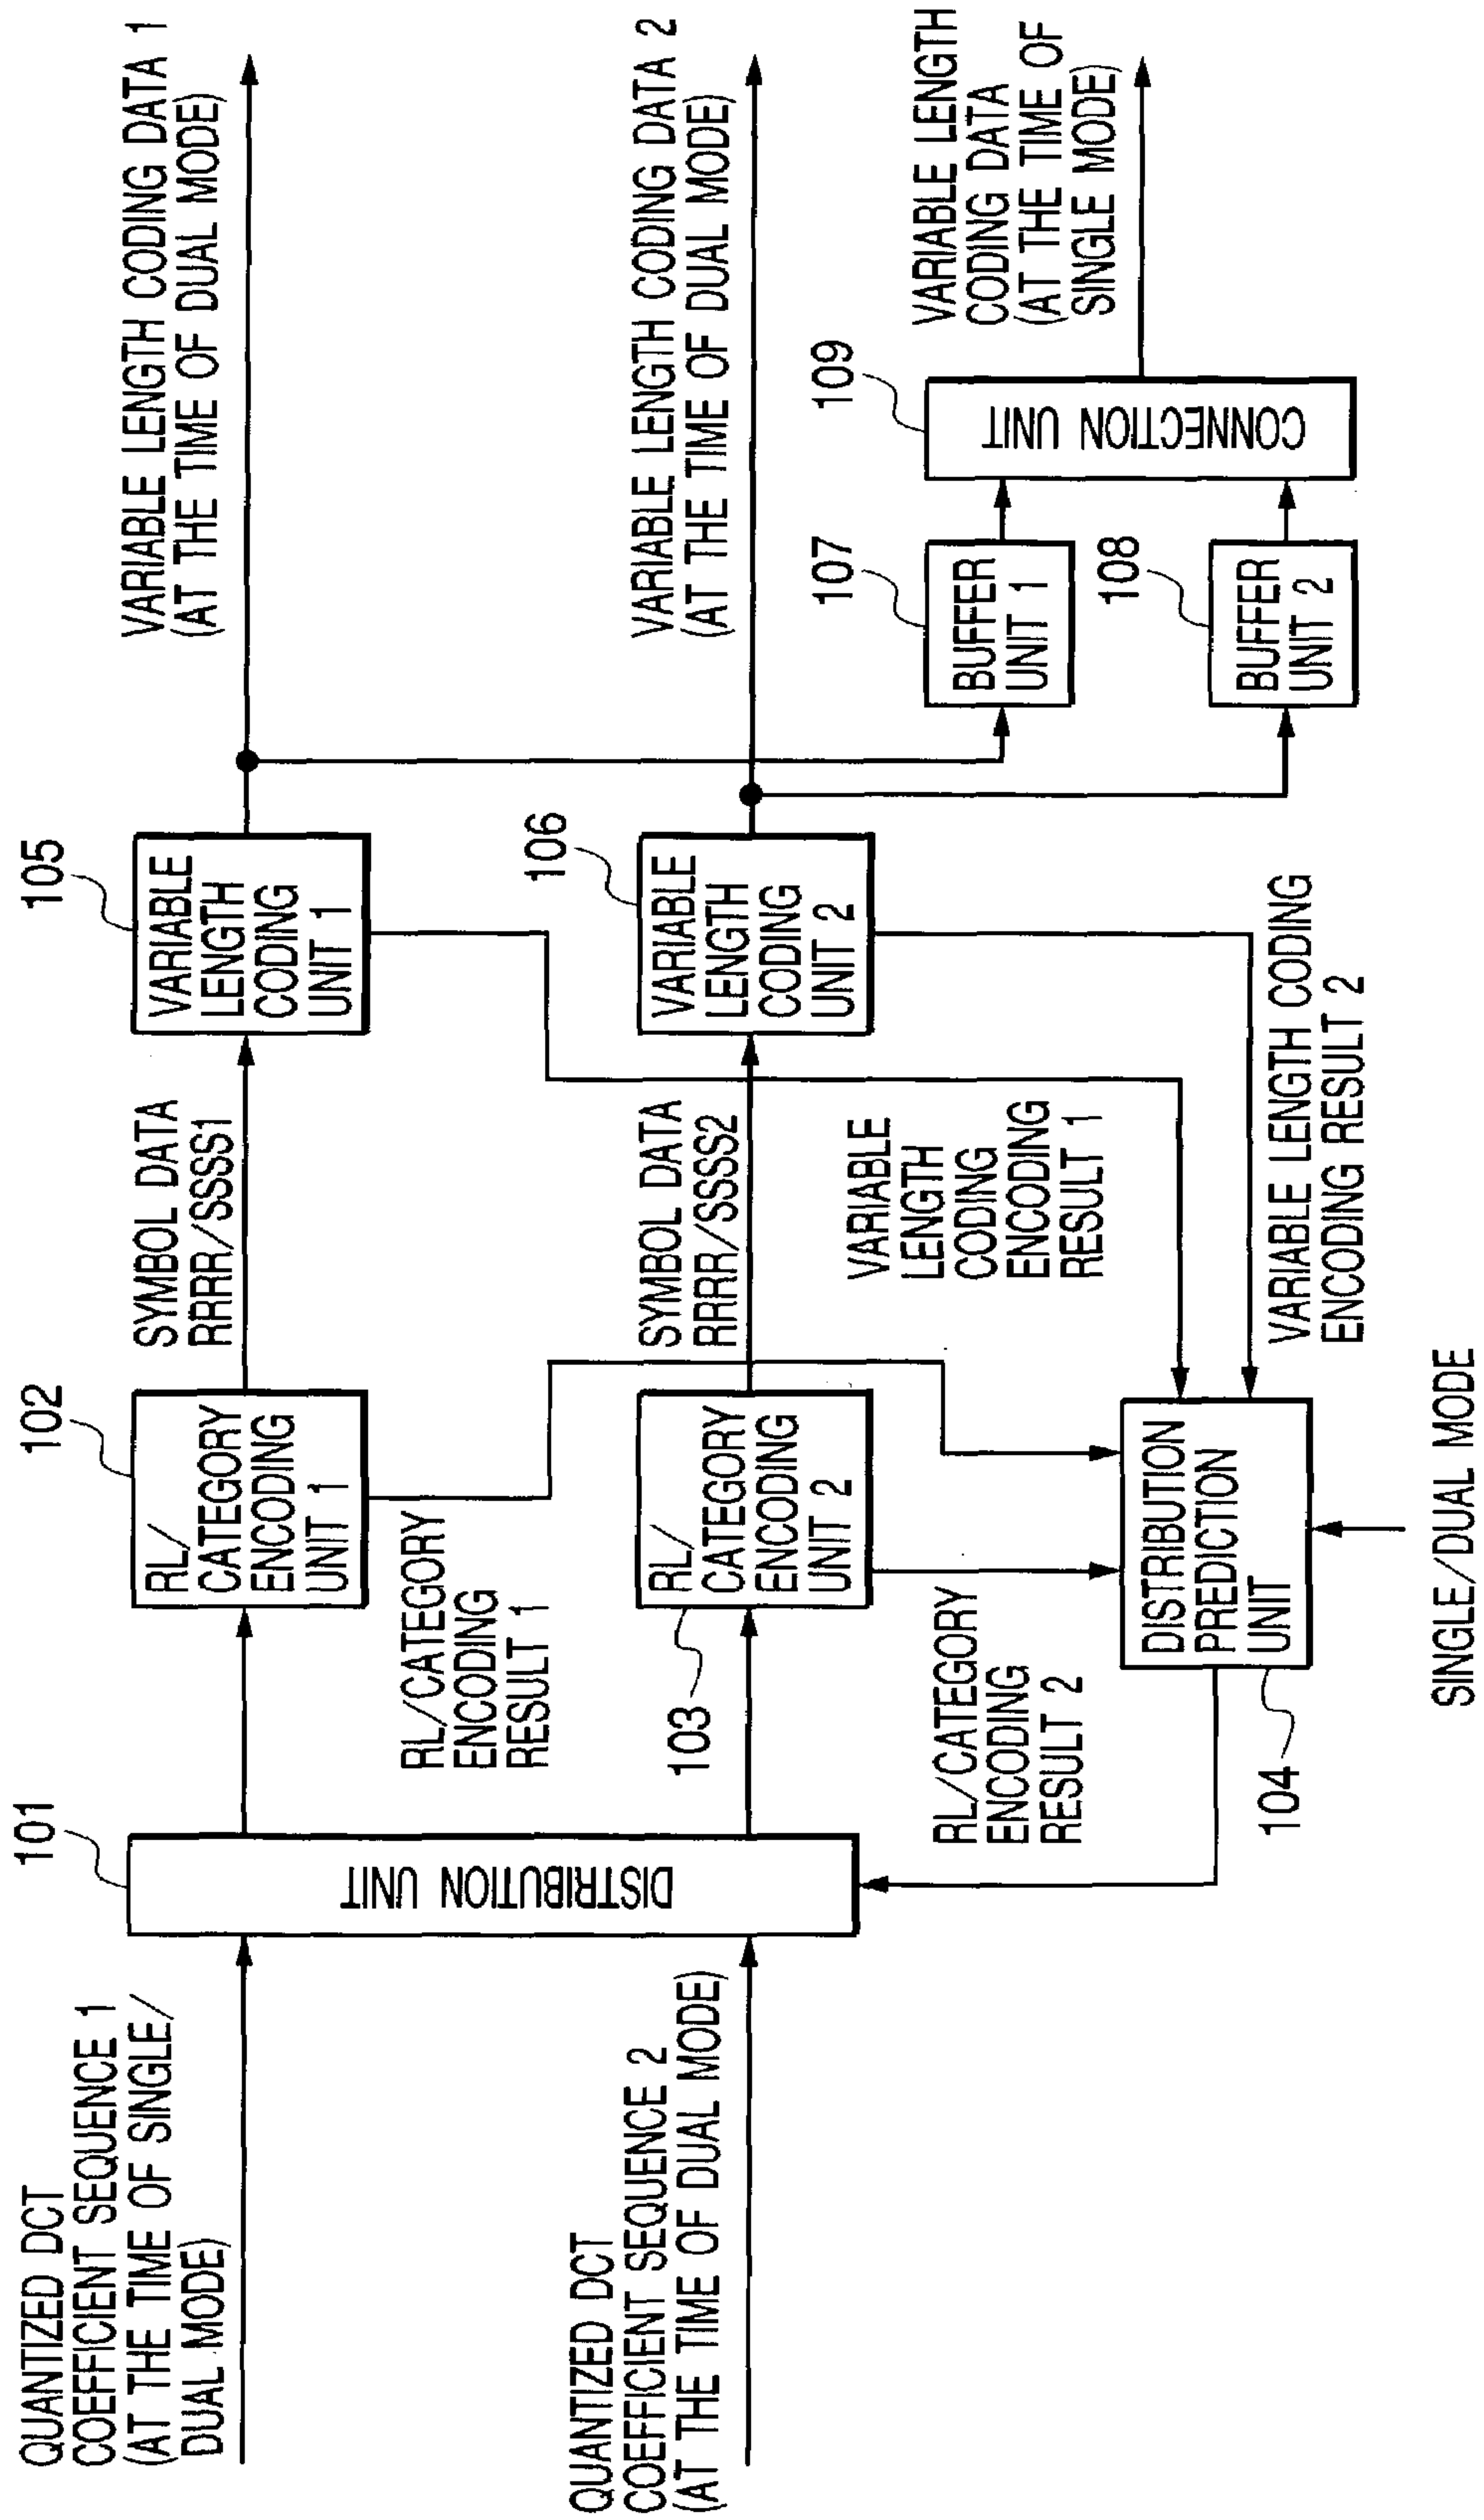 QUANTIZED DCT
COEFFICIENT SEQUENCE 1
(AT THE TIME OF SINGLE/
DUAL MODE)
QUANTIZED DCT
COEFFICIENT SEQUENCE 2
(AT THE TIME OF DUAL MODE)
101
DISTRIBUTION UNIT
102
RL/
CATEGORY
ENCODING
UNIT 1
RL/CATEGORY
ENCODING
RESULT 1
103
RL/
CATEGORY
ENCODING
UNIT 2
RL/CATEGORY
ENCODING
RESULT 2
104
DISTRIBUTION
PREDICTION
UNIT
SINGLE/DUAL MODE
SYMBOL DATA
RRRR/SSSS1
SYMBOL DATA
RRRR/SSSS2
VARIABLE
LENGTH
CODING
ENCODING
RESULT 1
VARIABLE LENGTH CODING
ENCODING RESULT 2
105
VARIABLE
LENGTH
CODING
UNIT 1
106
VARIABLE
LENGTH
CODING
UNIT 2
VARIABLE LENGTH CODING DATA 1
(AT THE TIME OF DUAL MODE)
VARIABLE LENGTH CODING DATA 2
(AT THE TIME OF DUAL MODE)
107
BUFFER
UNIT 1
108
BUFFER
UNIT 2
109
CONNECTION UNIT
VARIABLE LENGTH
CODING DATA
(AT THE TIME OF
SINGLE MODE)